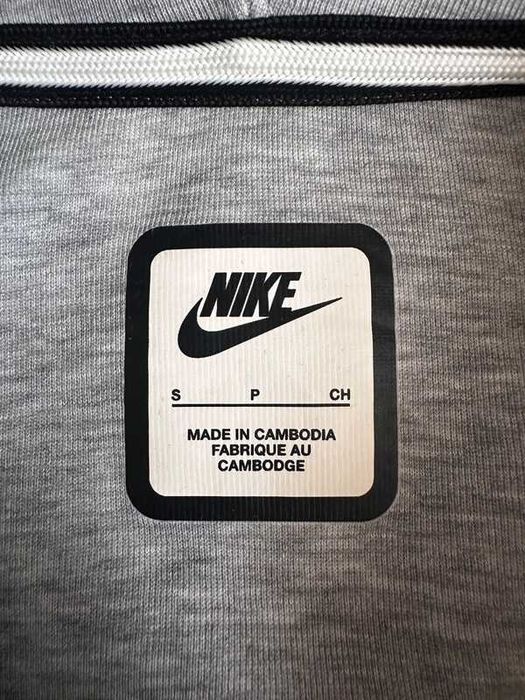 NIKE
S P CH
MADE IN CAMBODIA
FABRIQUE AU
CAMBODGE